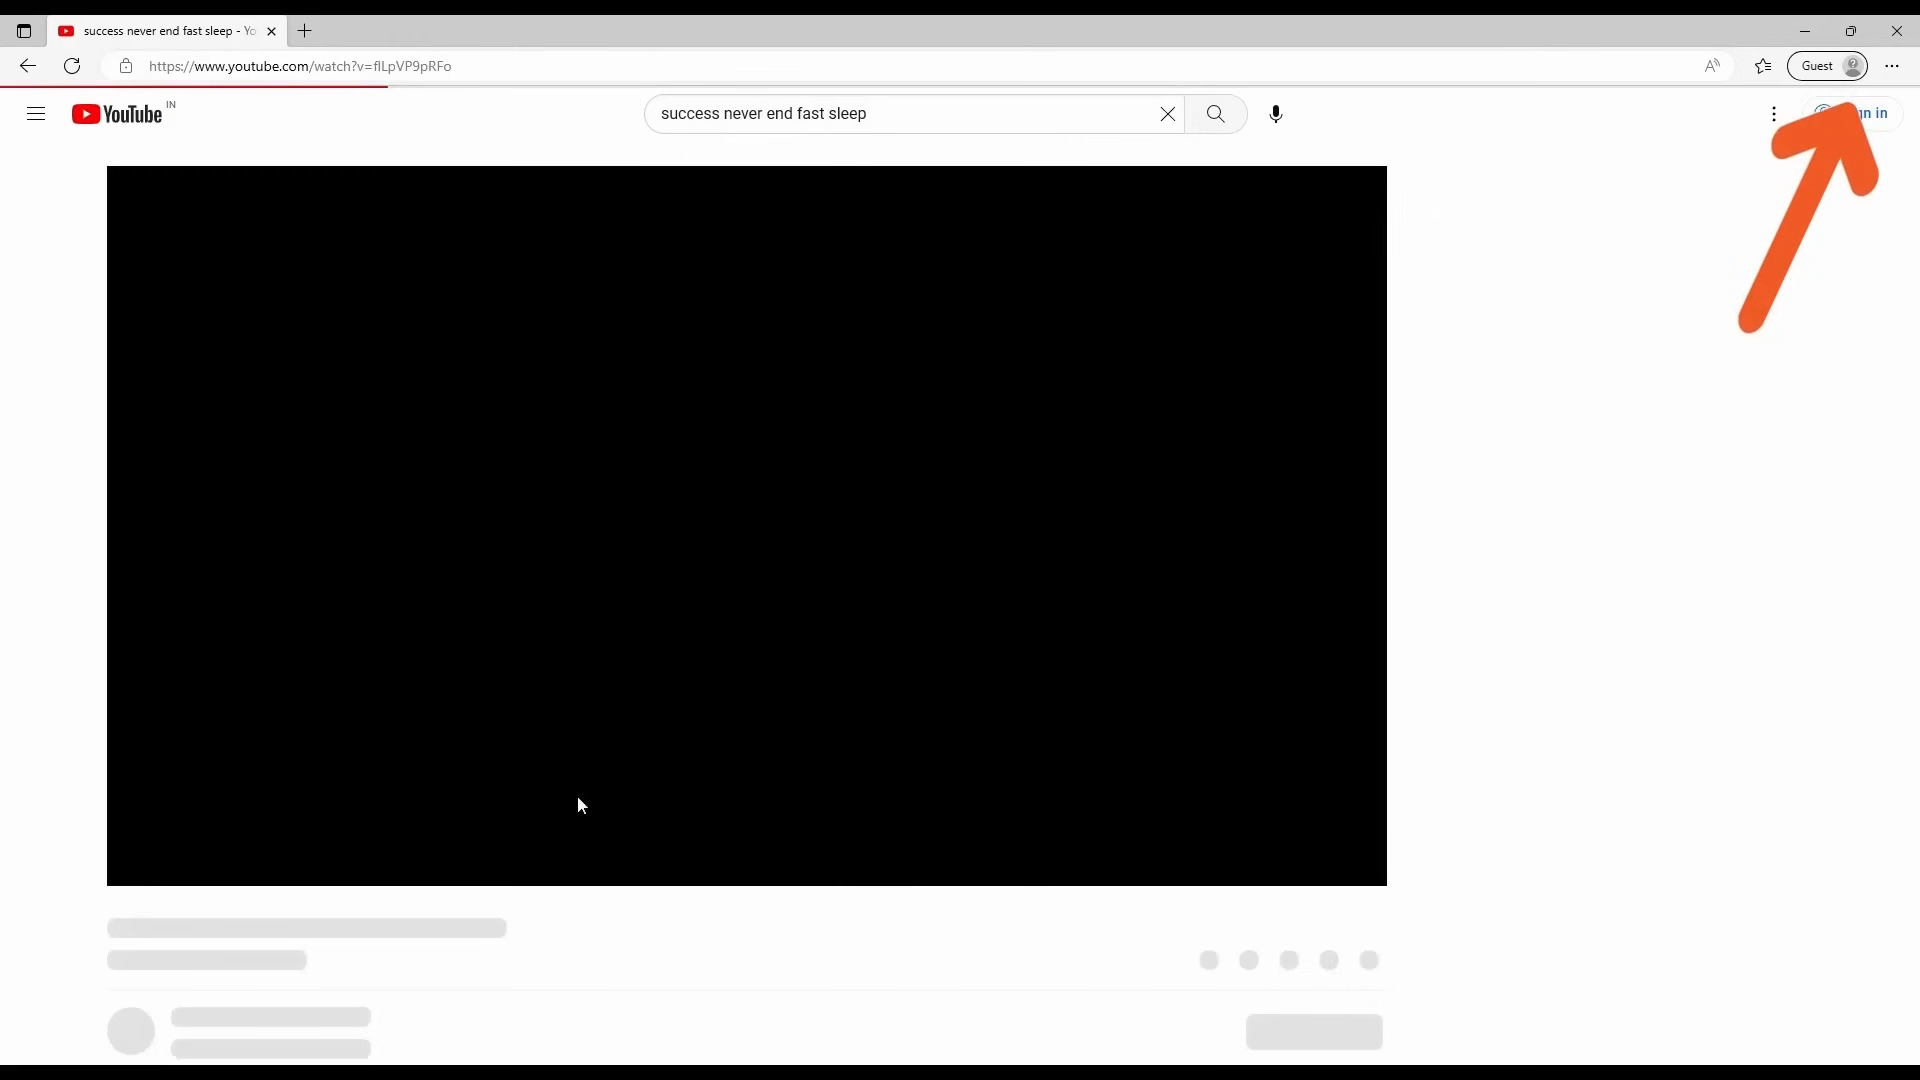 success never end fast sleep - Yo
https://www.youtube.com/watch?v=flLpVP9pRFo
Guest
YouTube IN
success never end fast sleep
in